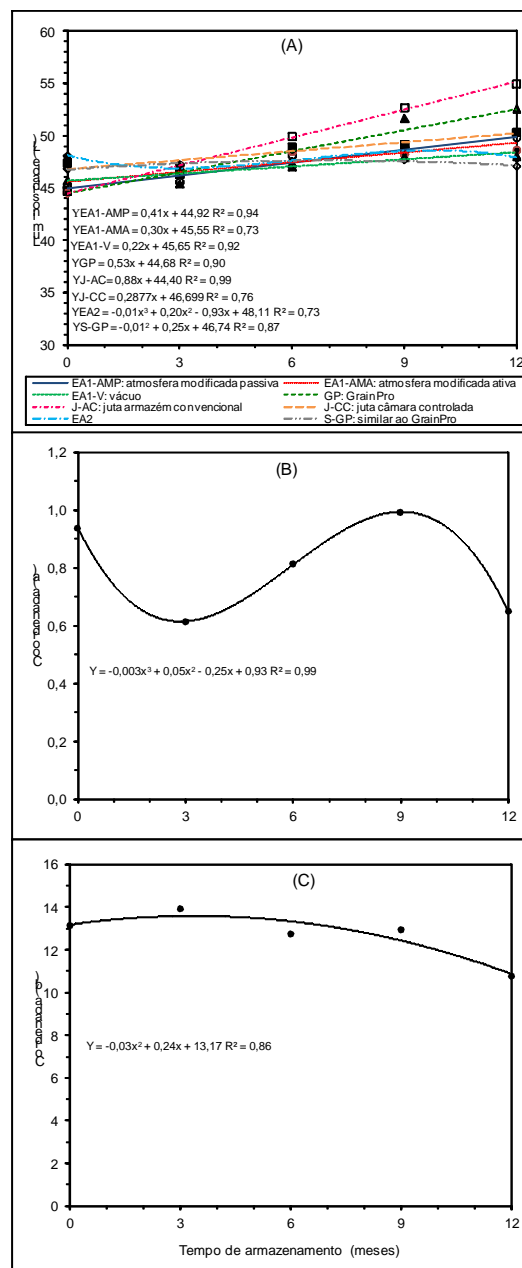 (A)
60
55
50
45
40
35
30
YEA1-AMP = 0,41x + 44,92 R² = 0,94
YEA1-AMA = 0,30x + 45,55 R² = 0,73
YEA1-V = 0,22x + 45,65 R² = 0,92
YGP = 0,53x + 44,68 R² = 0,90
YJ-AC= 0,88x + 44,40 R² = 0,99
YJ-CC= 0,2877x + 46,699 R² = 0,76
YEA2 = -0,01x³ + 0,20x² - 0,93x + 48,11 R² = 0,73
YS-GP = -0,01² + 0,25x + 46,74 R² = 0,87
0 3 6 9 12
EA1-AMP: atmosfera modificada passiva
EA1-AMA: atmosfera modificada ativa
EA1-V: vácuo
GP: GrainPro
J-AC: juta armazém convencional
J-CC: juta câmara controlada
EA2
S-GP: similar ao GrainPro
(B)
1,2
1,0
0,8
0,6
0,4
0,2
0,0
Y = -0,003x³ + 0,05x² - 0,25x + 0,93 R² = 0,99
0 3 6 9 12
(C)
16
14
12
10
8
6
4
2
0
Y = -0,03x² + 0,24x + 13,17 R² = 0,86
0 3 6 9 12
Tempo de armazenamento (meses)